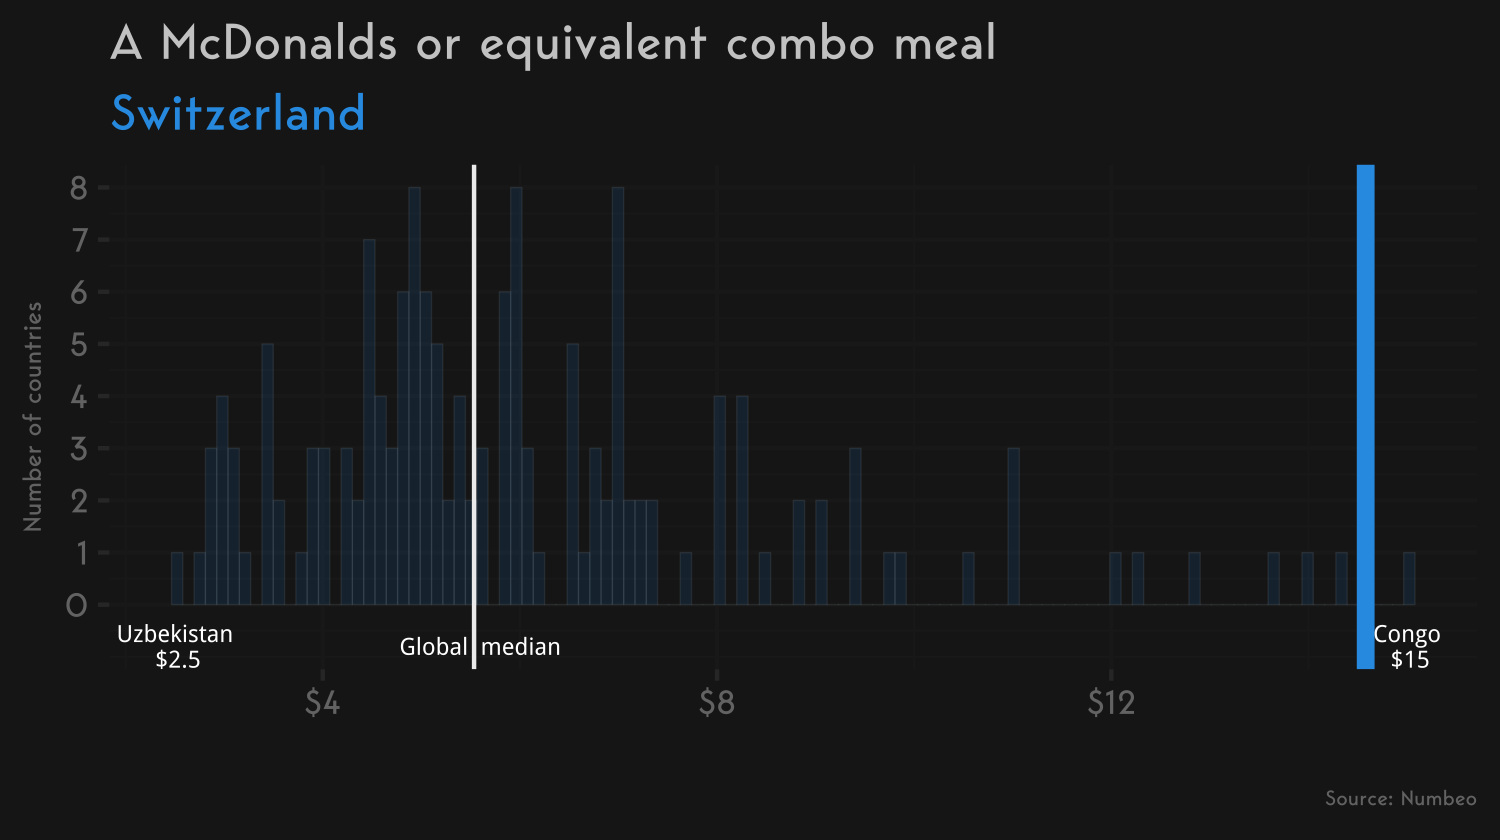 A McDonalds or equivalent combo meal
Switzerland
Number of countries
8
7
6
5
4
3
2
1
0
Uzbekistan
$2.5
Global median
Congo
$15
$4
$8
$12
Source: Numbeo